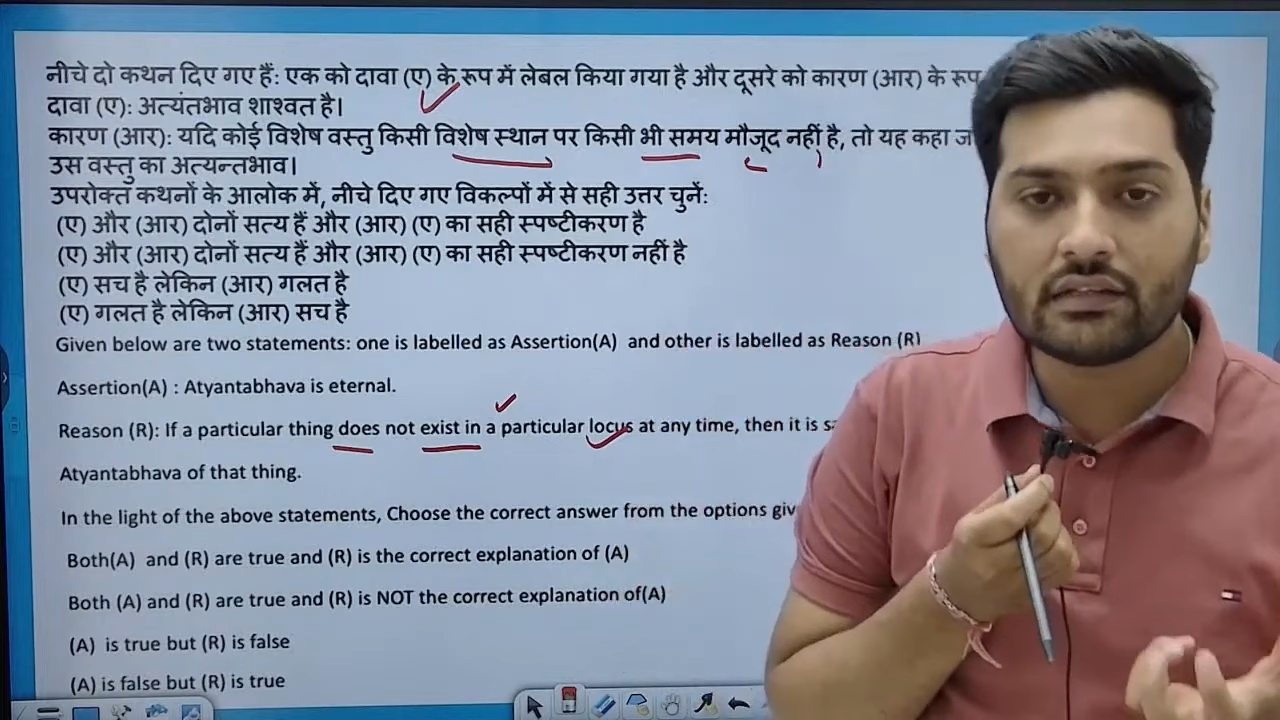 नीचे दो कथन दिए गए हैं: एक को दावा (ए) के रूप में लेबल किया गया है और दूसरे को कारण (आर) के रूप
दावा (ए): अत्यंतभाव शाश्वत है।
कारण (आर): यदि कोई विशेष वस्तु किसी विशेष स्थान पर किसी भी समय मौजूद नहीं है, तो यह कहा
उस वस्तु का अत्यन्तभाव।
उपरोक्त कथनों के आलोक में, नीचे दिए गए विकल्पों में से सही उत्तर चुनें:
(ए) और (आर) दोनों सत्य हैं और (आर) (ए) का सही स्पष्टीकरण है
(ए) और (आर) दोनों सत्य हैं और (आर) (ए) का सही स्पष्टीकरण नहीं है
(ए) सच है लेकिन (आर) गलत है
(ए) गलत है लेकिन (आर) सच है
Given below are two statements: one is labelled as Assertion(A) and other is labelled as Reason (R)
Assertion(A) : Atyantabhava is eternal.
Reason (R): If a particular thing does not exist in a particular locus at any time, then it is
Atyantabhava of that thing.
In the light of the above statements, Choose the correct answer from the options
Both(A) and (R) are true and (R) is the correct explanation of (A)
Both (A) and (R) are true and (R) is NOT the correct explanation of(A)
(A) is true but (R) is false
(A) is false but (R) is true